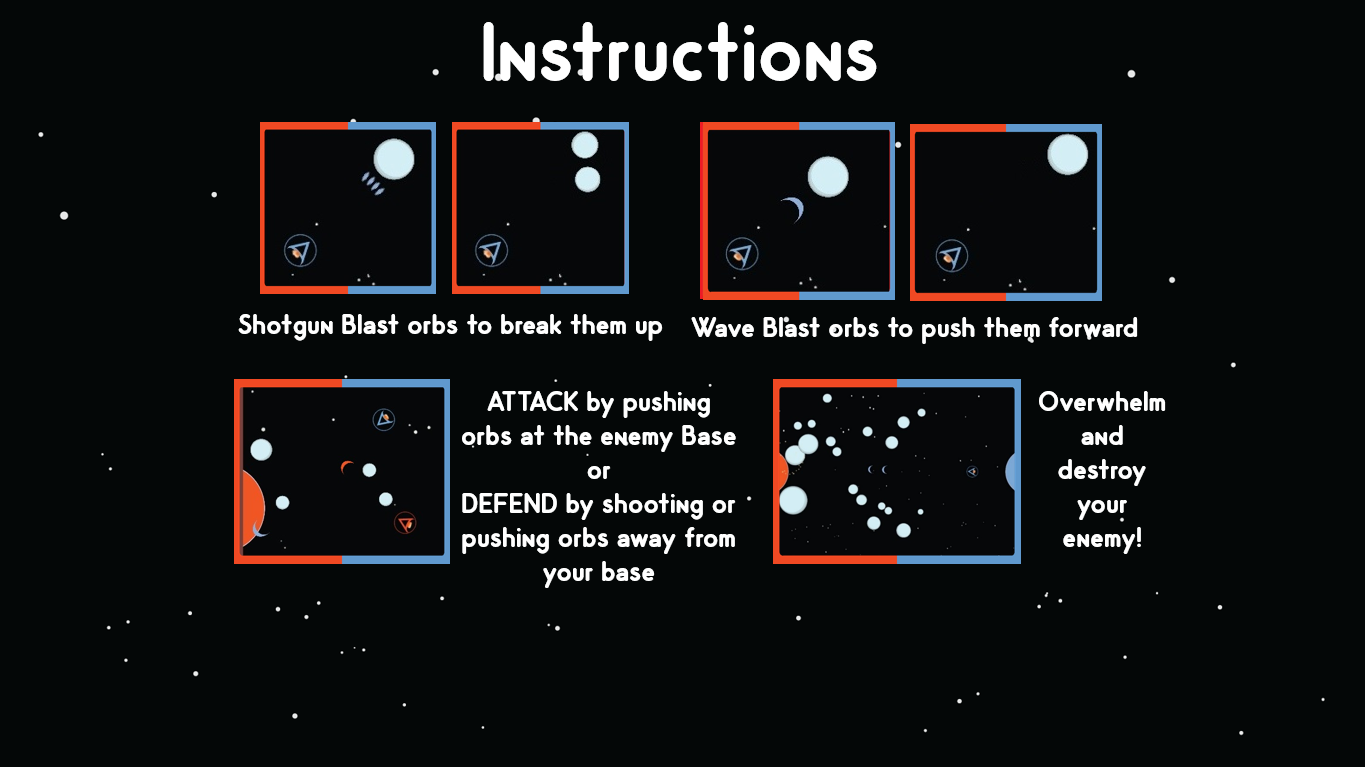 Instructions
Shotgun Blast orbs to break them up
Wave Blast orbs to push them forward
ATTACK by pushing
orbs at the enemy Base
or
DEFEND by shooting or
pushing orbs away from
your base
Overwhelm
and
destroy
your
enemy!